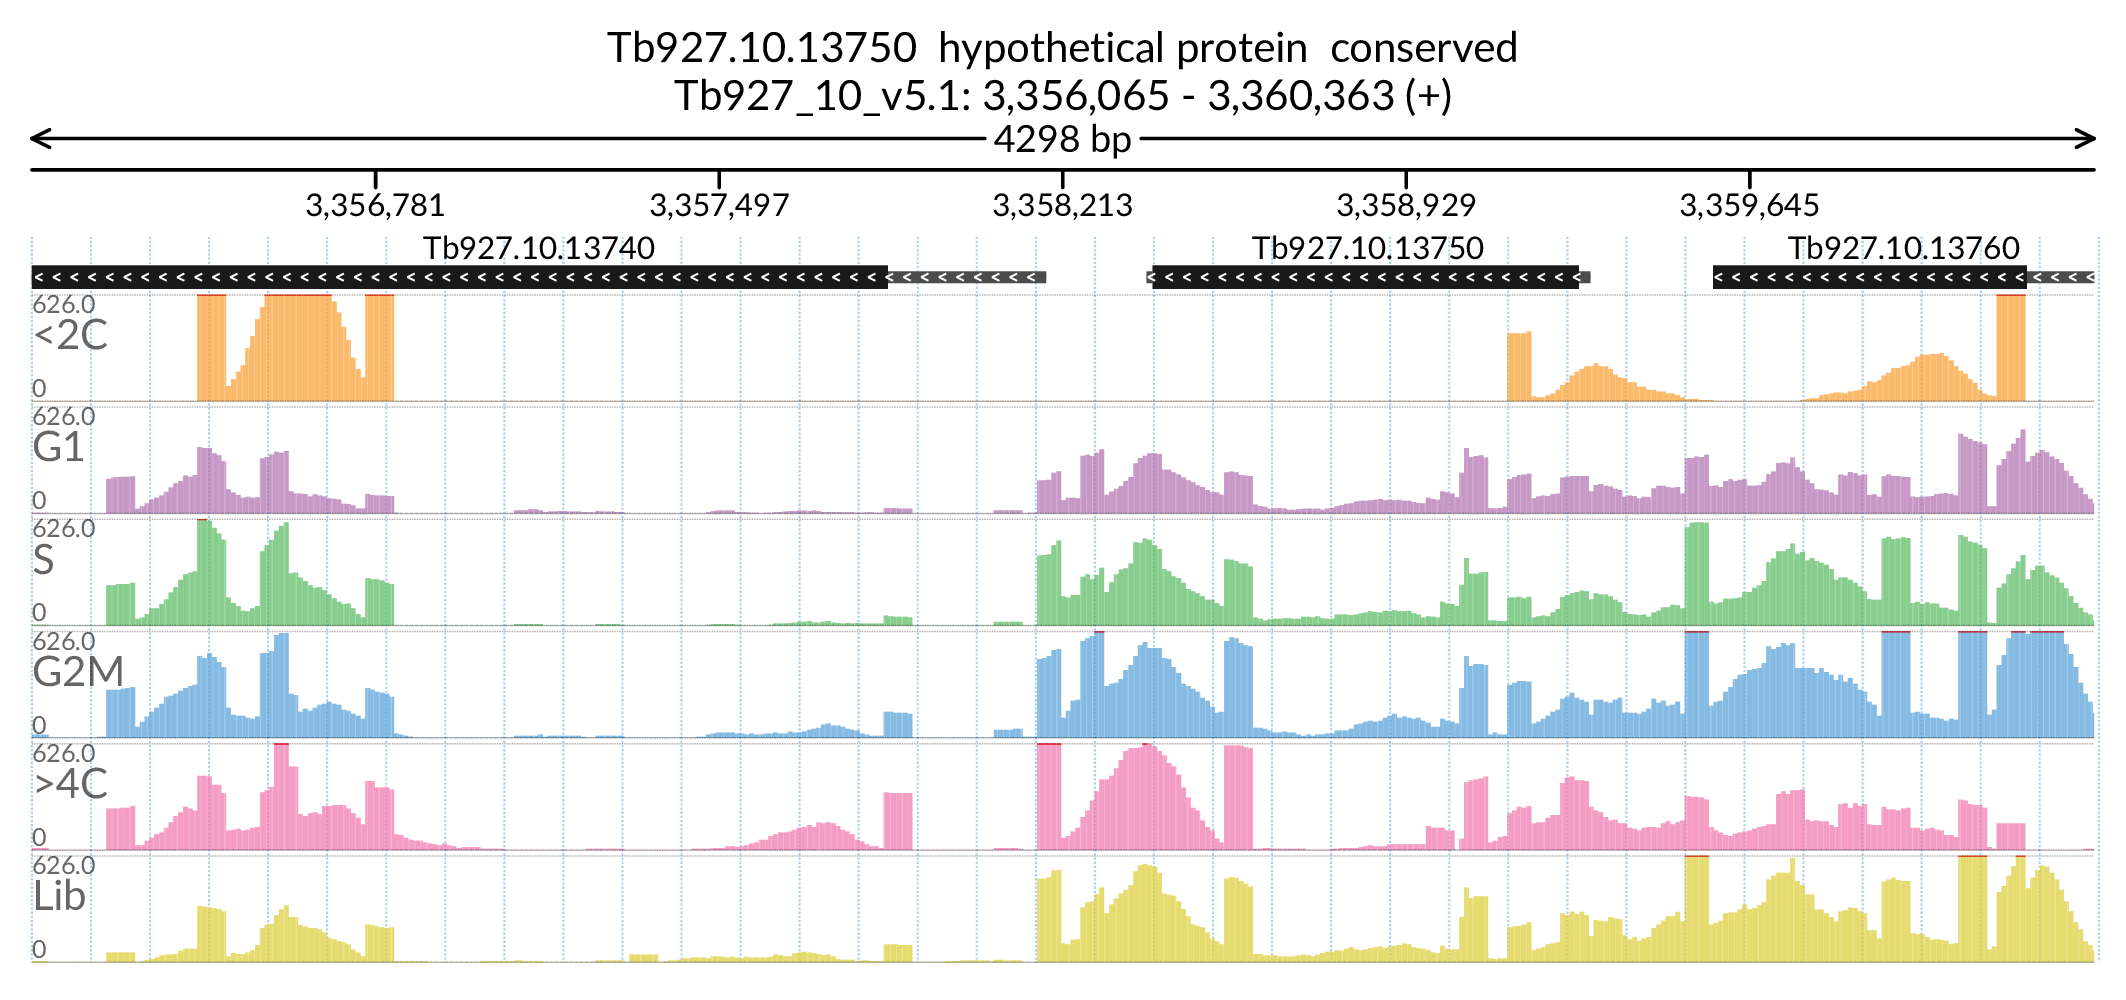 Tb927.10.13750  hypothetical protein  conserved
Tb927_10_v5.1: 3,356,065 - 3,360,363 (+)
4298 bp
3,356,781 3,357,497 3,358,213 3,358,929 3,359,645
Tb927.10.13740 Tb927.10.13750 Tb927.10.13760
626.0
<2C
0
626.0
G1
0
626.0
S
0
626.0
G2M
0
626.0
>4C
0
626.0
Lib
0